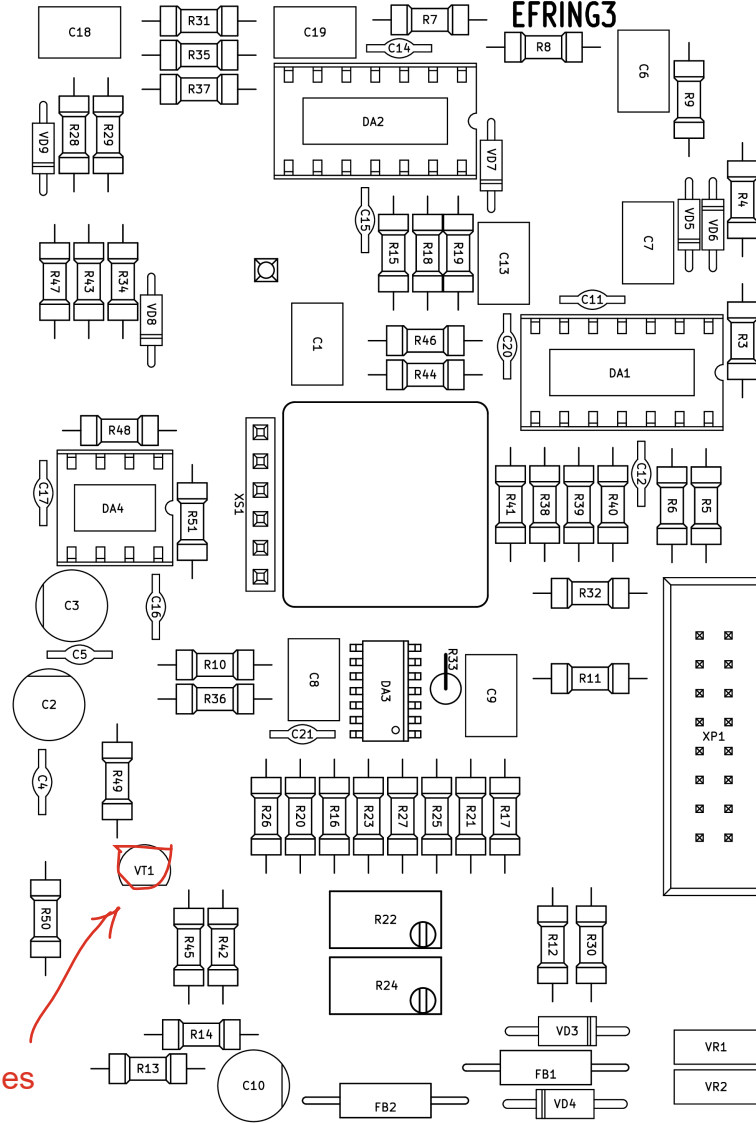 EFRING3
C18
R31
C19
R7
R35
C14
R8
R37
C6
R9
DA2
VD9
R28
R29
VD7
R4
C15
R15
R18
R19
C13
C7
VD5
VD6
R47
R43
R34
VD8
C11
C1
R46
C20
R3
R44
DA1
R48
XS1
C17
DA4
R51
R41
R38
R39
R40
C12
R6
R5
C3
C16
R32
C5
R10
C8
DA3
R33
C9
R11
R36
C2
C21
XP1
C4
R49
R26
R20
R16
R23
R27
R25
R21
R17
VT1
R50
R45
R42
R22
R12
R30
R24
R14
VD3
VR1
R13
C10
FB1
VR2
es
FB2
VD4